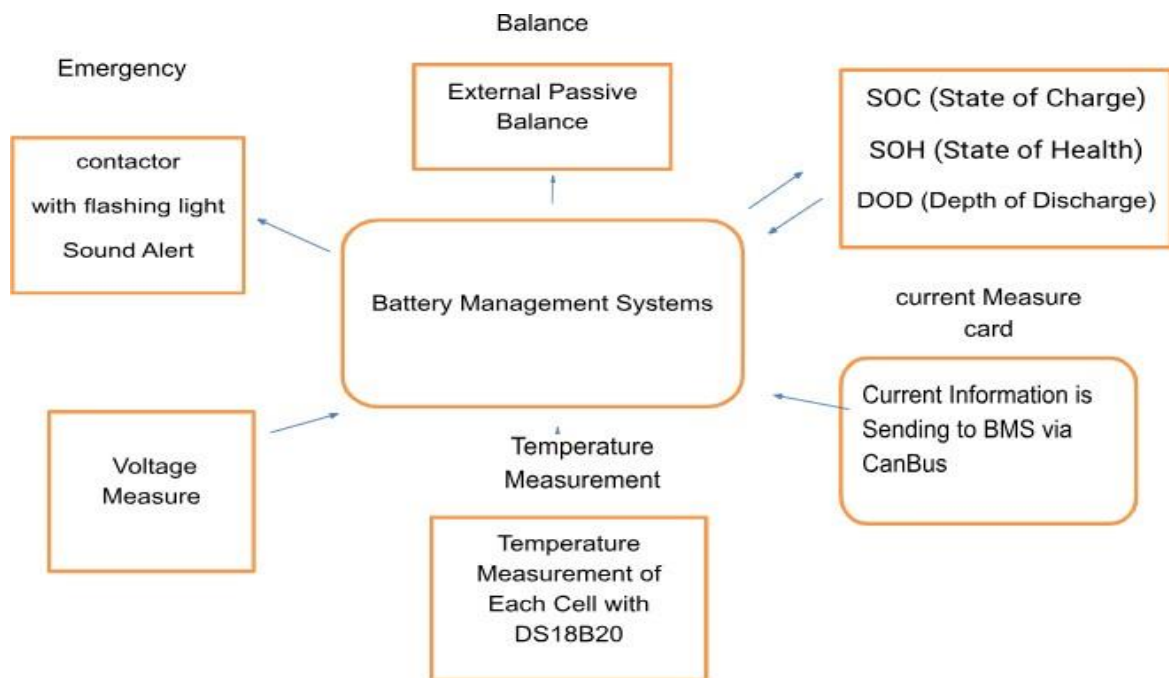 Balance
External Passive
Balance
Emergency
contactor
with flashing light
Sound Alert
SOC (State of Charge)
SOH (State of Health)
DOD (Depth of Discharge)
Battery Management Systems
current Measure
card
Current Information is
Sending to BMS via
CanBus
Voltage
Measure
Temperature
Measurement
Temperature
Measurement of
Each Cell with
DS18B20